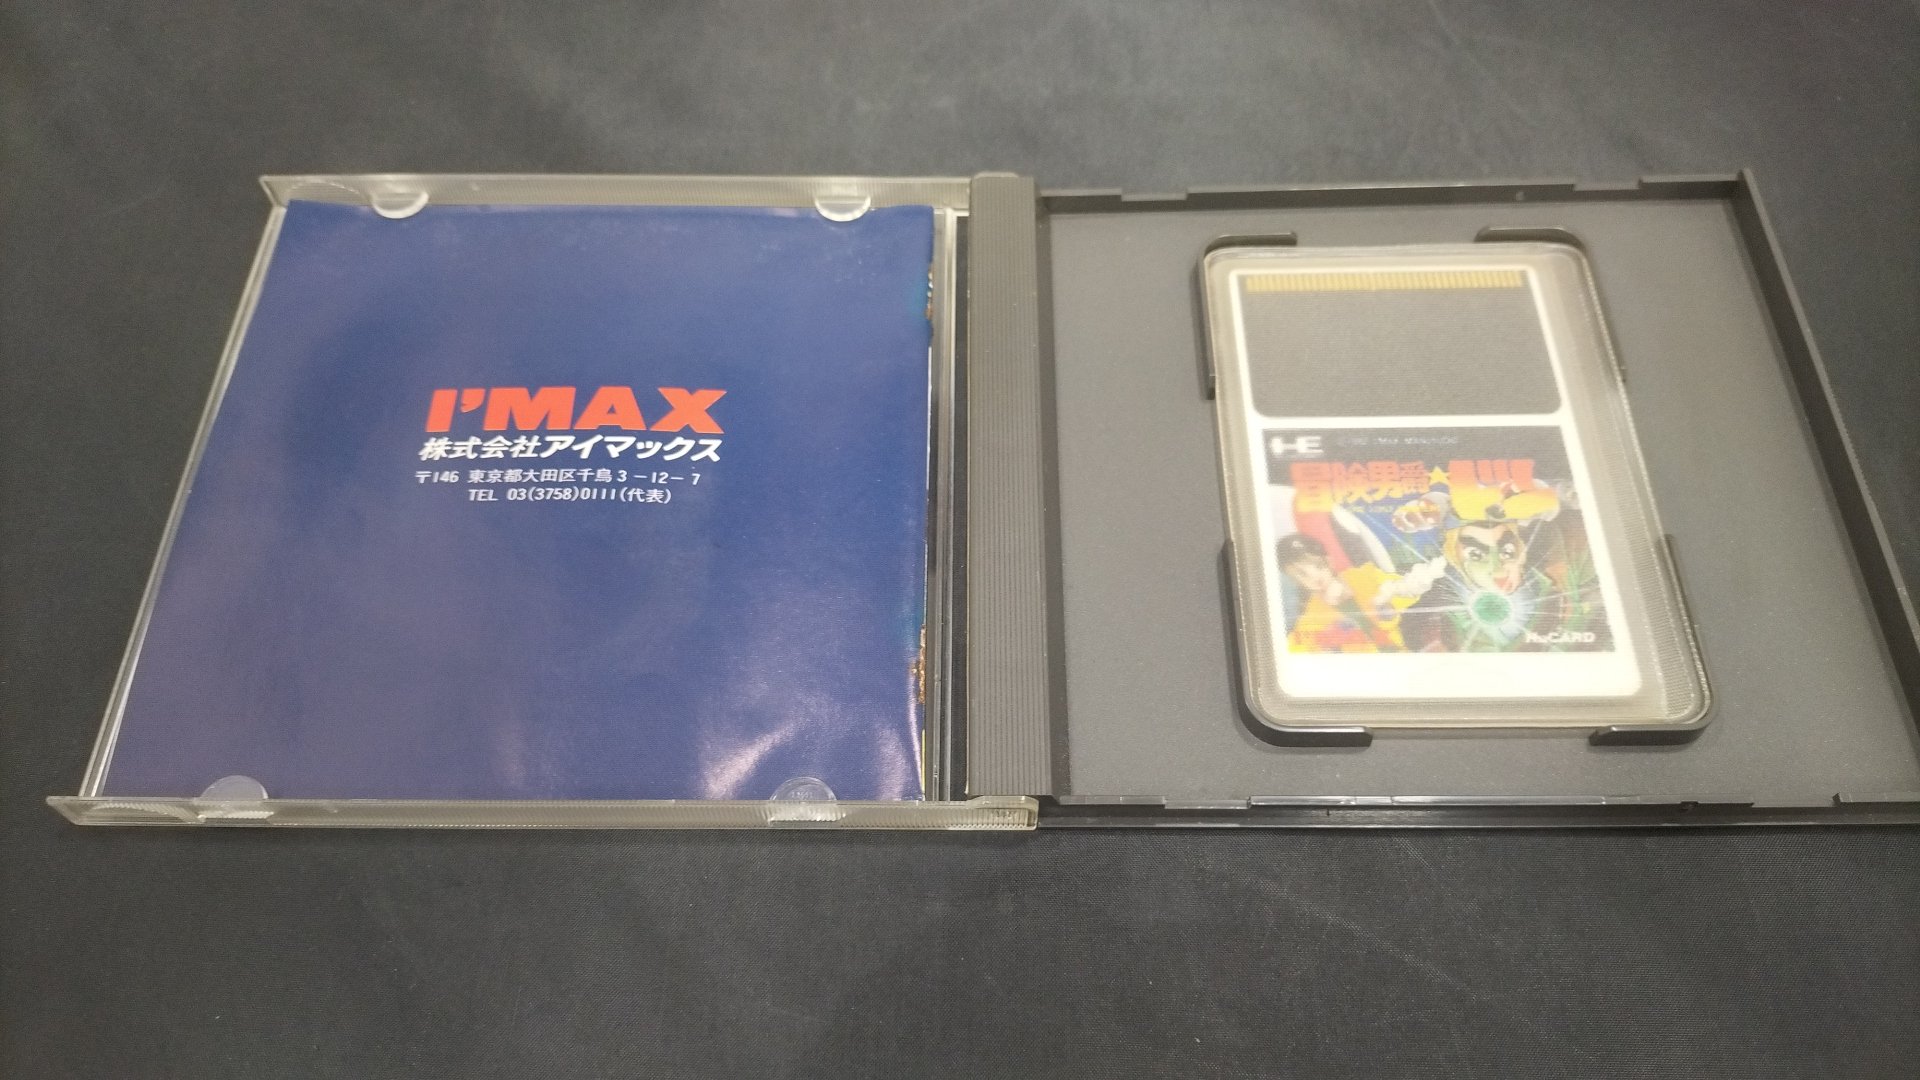 I'MAX
株式会社アイマックス
〒146 東京都大田区千鳥3-12-7
TEL 03(3758)0111(代表)
HE
冒険男爵★DON
HuCARD